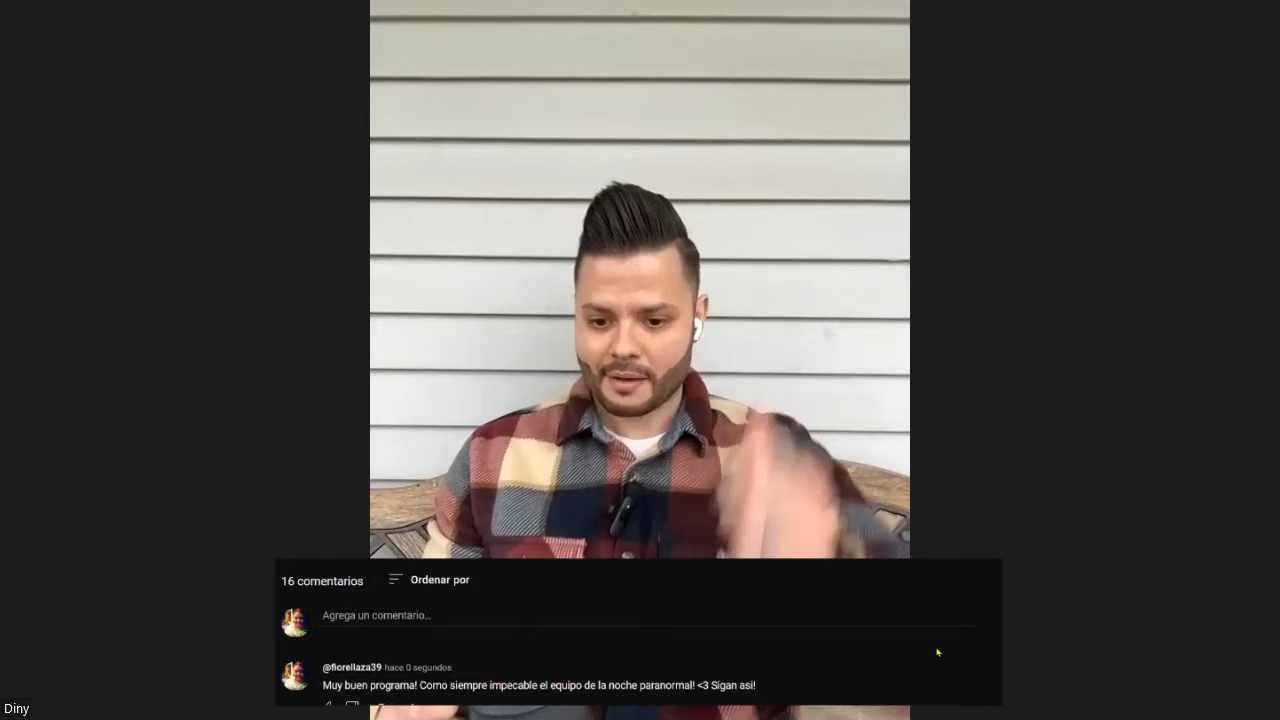 16 comentarios
Ordenar por
Agrega un comentario...
@fiorellaza39 hace 0 segundos
Muy buen programa! Como siempre impecable el equipo de la noche paranormal! <3 Sigan asi!
Diny